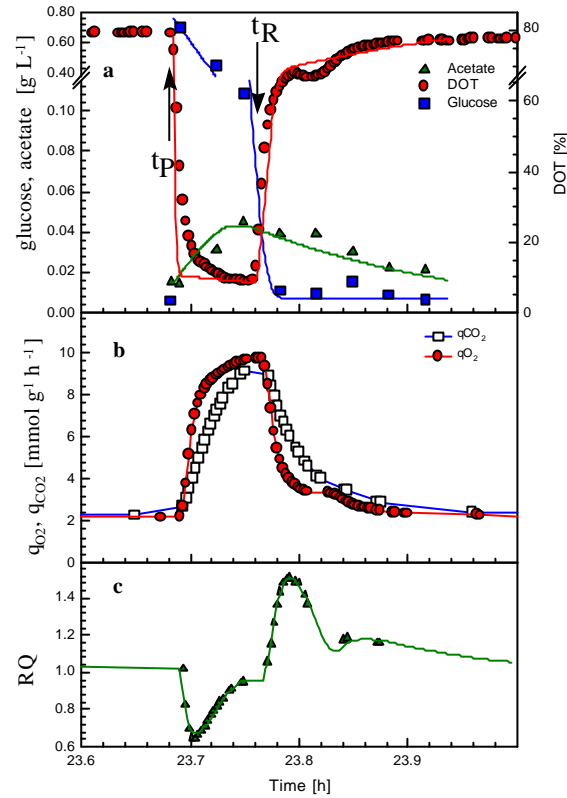 0.80
0.60
0.40
0.10
0.08
0.06
0.04
0.02
0.00
glucose, acetate [g L-1]
a
tP
tR
Acetate
DOT
Glucose
80
60
40
20
0
DOT [%]
b
qCO2
qO2
10
8
6
4
2
0
qO2, qCO2 [mmol g-1 h-1]
c
1.4
1.2
1.0
0.8
0.6
RQ
23.6
23.7
23.8
23.9
Time [h]